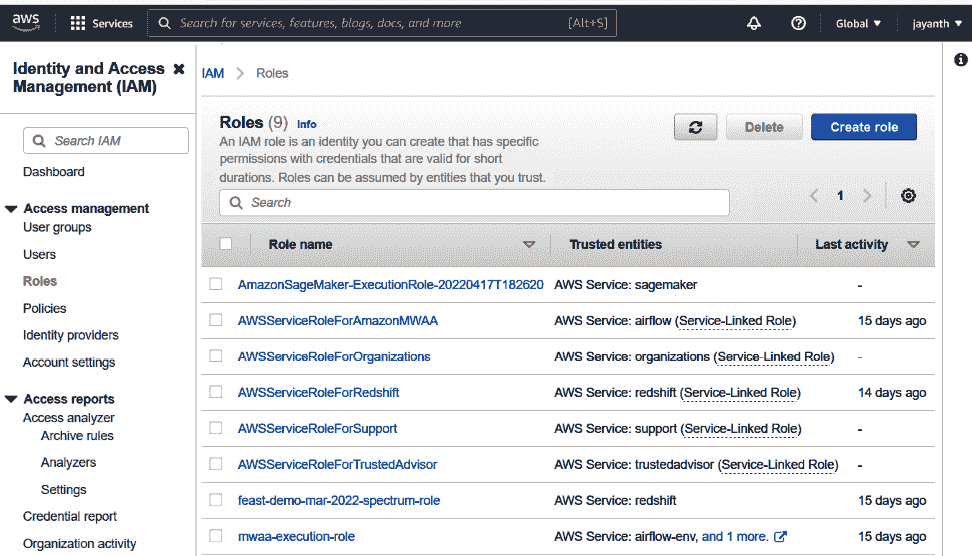 aws
Services
Search for services, features, blogs, docs, and more
[Alt+S]
Global
jayanth
Identity and Access
Management (IAM)
Search IAM
Dashboard
Access management
User groups
Users
Roles
Policies
Identity providers
Account settings
Access reports
Access analyzer
Archive rules
Analyzers
Settings
Credential report
Organization activity
IAM > Roles
Roles (9) Info
An IAM role is an identity you can create that has specific
permissions with credentials that are valid for short
durations. Roles can be assumed by entities that you trust.
Delete
Create role
Search
1
Role name Trusted entities Last activity
AmazonSageMaker-ExecutionRole-20220417T182620 AWS Service: sagemaker -
AWSServiceRoleForAmazonMWAA AWS Service: airflow (Service-Linked Role) 15 days ago
AWSServiceRoleForOrganizations AWS Service: organizations (Service-Linked Role) -
AWSServiceRoleForRedshift AWS Service: redshift (Service-Linked Role) 14 days ago
AWSServiceRoleForSupport AWS Service: support (Service-Linked Role) -
AWSServiceRoleForTrustedAdvisor AWS Service: trustedadvisor (Service-Linked Role) -
feast-demo-mar-2022-spectrum-role AWS Service: redshift 15 days ago
mwaa-execution-role AWS Service: airflow-env, and 1 more. 15 days ago